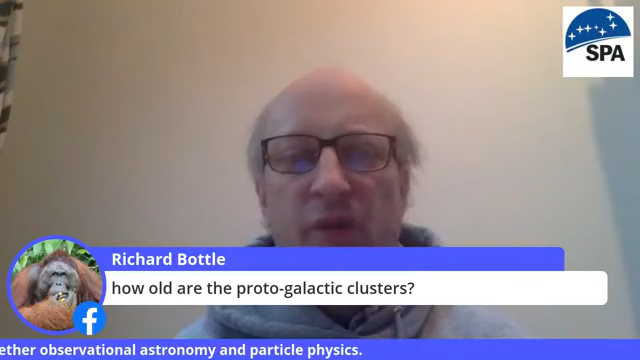 SPA
Richard Bottle
how old are the proto-galactic clusters?
ether observational astronomy and particle physics.